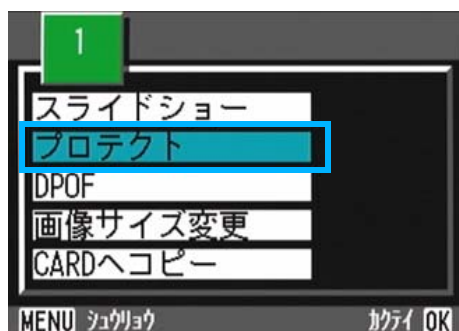 1
スライドショー
プロテクト
DPOF
画像サイズ変更
CARDへコピー
MENU ｼｭｳﾘｮｳ ｶｸﾃｲ OK